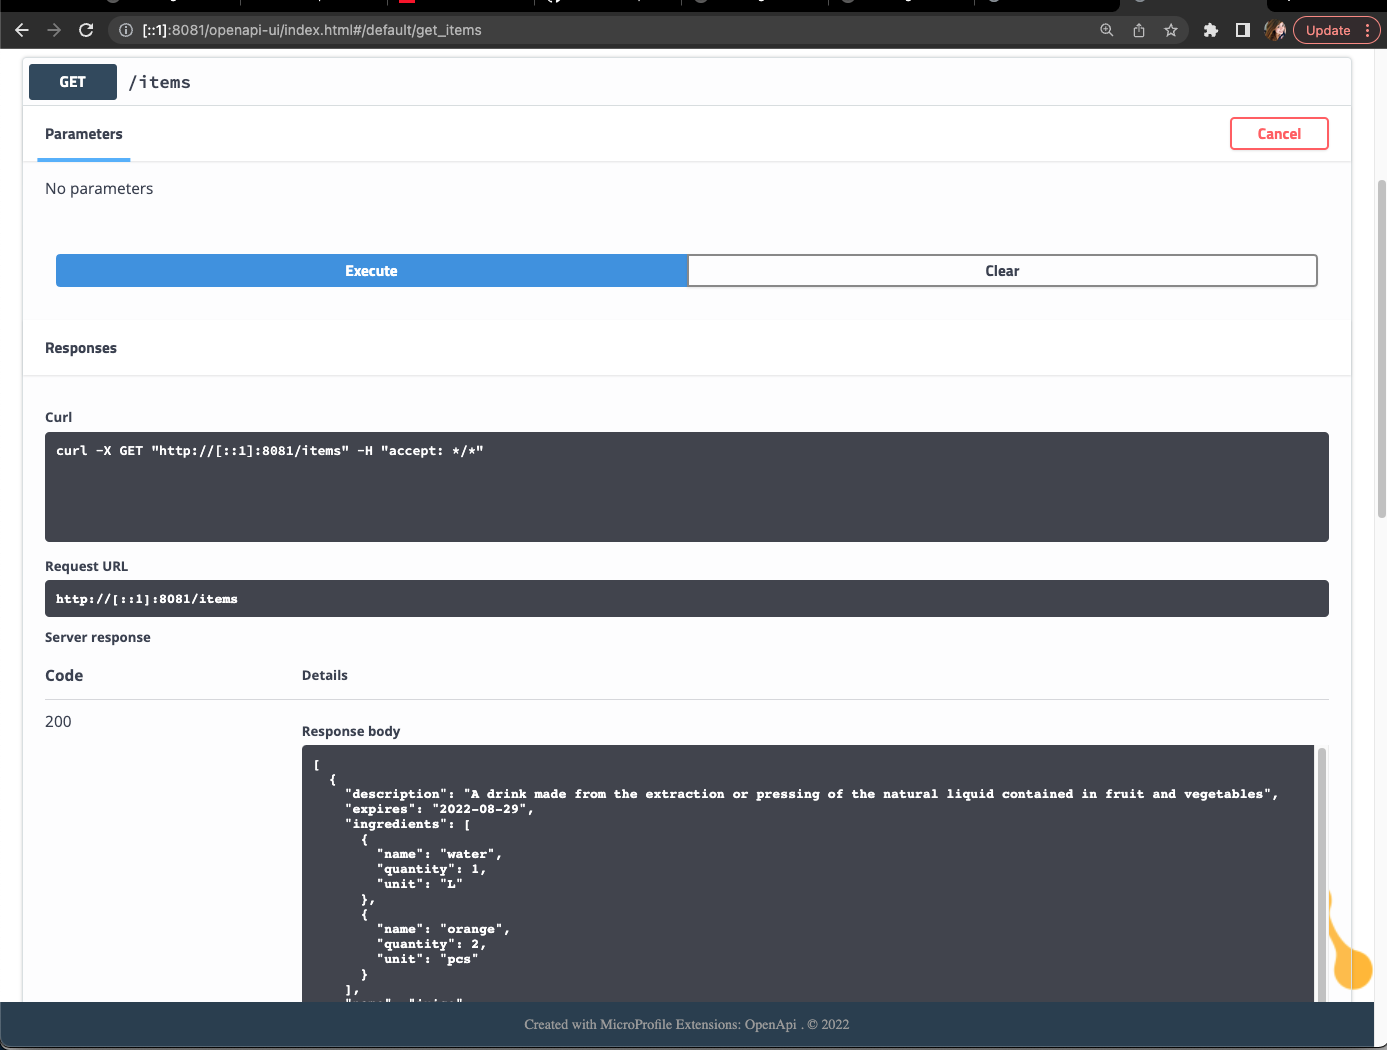 [::1]:8081/openapi-ui/index.html#/default/get_items
Update
GET /items
Parameters
Cancel
No parameters
Execute
Clear
Responses
Curl
curl -X GET "http://[::1]:8081/items" -H "accept: */*"
Request URL
http://[::1]:8081/items
Server response
Code Details
200
Response body
[
{
"description": "A drink made from the extraction or pressing of the natural liquid contained in fruit and vegetables",
"expires": "2022-08-29",
"ingredients": [
{
"name": "water",
"quantity": 1,
"unit": "L"
},
{
"name": "orange",
"quantity": 2,
"unit": "pcs"
}
],
Created with MicroProfile Extensions: OpenApi . © 2022